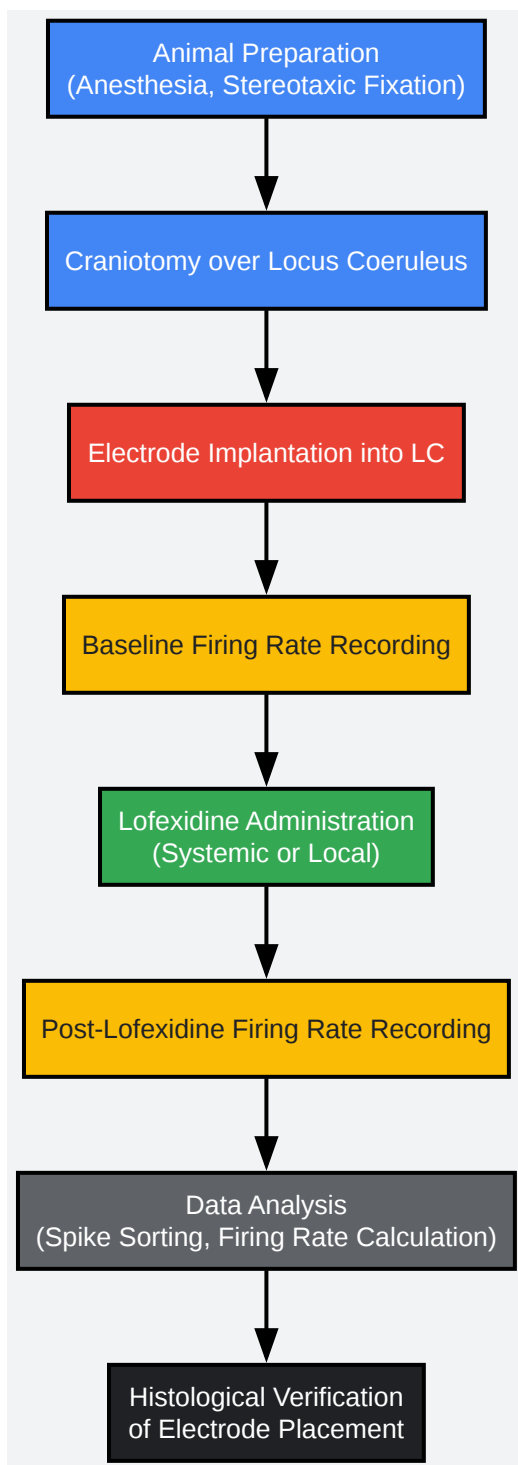 Animal Preparation
(Anesthesia, Stereotaxic Fixation)
Craniotomy over Locus Coeruleus
Electrode Implantation into LC
Baseline Firing Rate Recording
Lofexidine Administration
(Systemic or Local)
Post-Lofexidine Firing Rate Recording
Data Analysis
(Spike Sorting, Firing Rate Calculation)
Histological Verification
of Electrode Placement